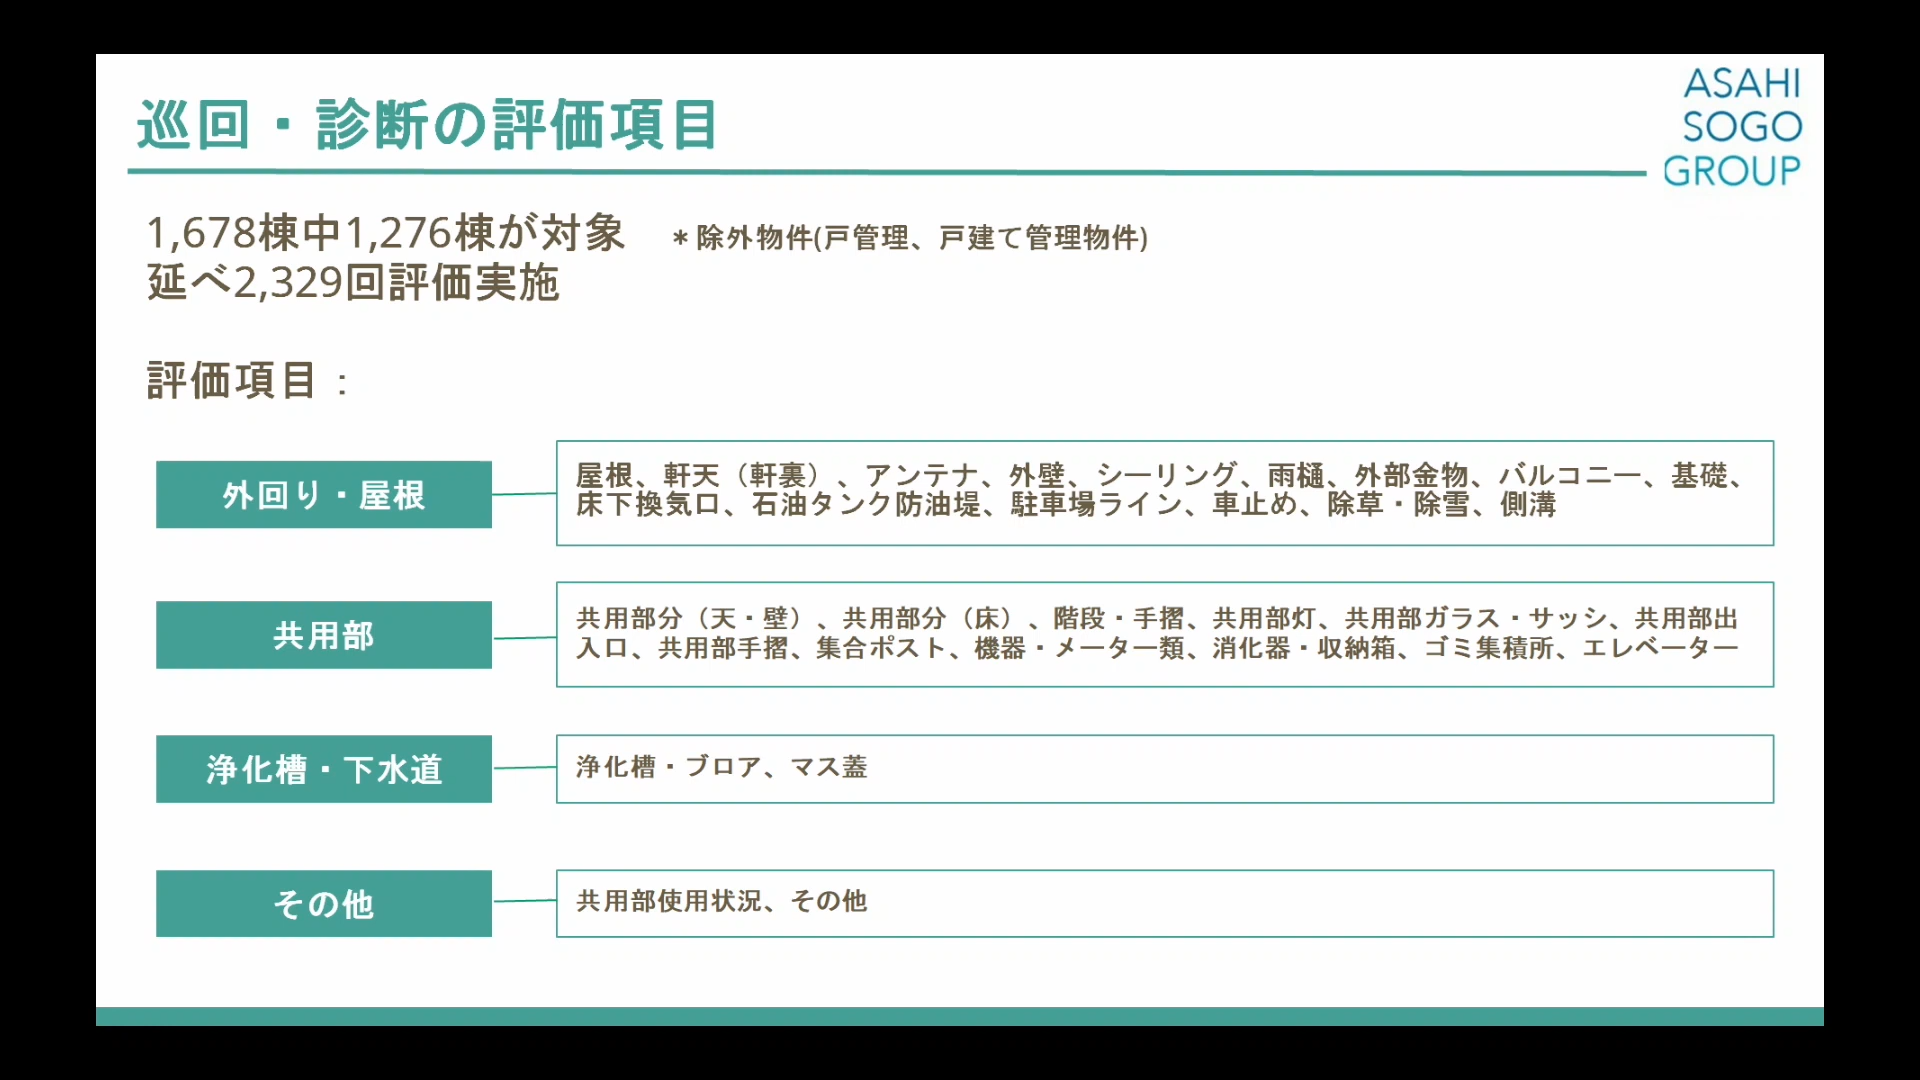 巡回・診断の評価項目
ASAHI
SOGO
GROUP
1,678棟中1,276棟が対象 ＊除外物件(戸管理、戸建て管理物件)
延べ2,329回評価実施
評価項目：
外回り・屋根
屋根、軒天（軒裏）、アンテナ、外壁、シーリング、雨樋、外部金物、バルコニー、基礎、
床下換気口、石油タンク防油堤、駐車場ライン、車止め、除草・除雪、側溝
共用部
共用部分（天・壁）、共用部分（床）、階段・手摺、共用部灯、共用部ガラス・サッシ、共用部出
入口、共用部手摺、集合ポスト、機器・メーター類、消化器・収納箱、ゴミ集積所、エレベーター
浄化槽・下水道
浄化槽・ブロア、マス蓋
その他
共用部使用状況、その他